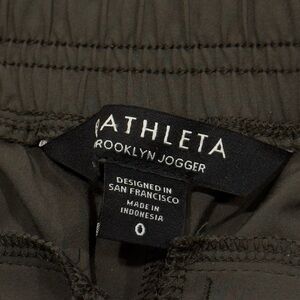 ATHLETA
ROOKLYN JOGGER
DESIGNED IN
SAN FRANCISCO
MADE IN
INDONESIA
0